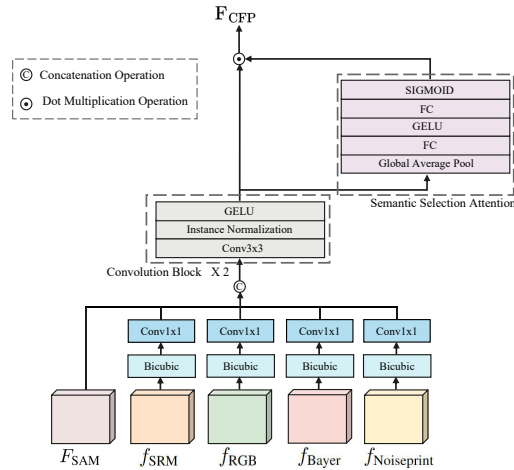 F_CFP
© Concatenation Operation
⊙ Dot Multiplication Operation
SIGMOID
FC
GELU
FC
Global Average Pool
Semantic Selection Attention
GELU
Instance Normalization
Conv3x3
Convolution Block X 2
©
Conv1x1 Conv1x1 Conv1x1 Conv1x1
Bicubic Bicubic Bicubic Bicubic
F_SAM f_SRM f_RGB f_Bayer f_Noiseprint